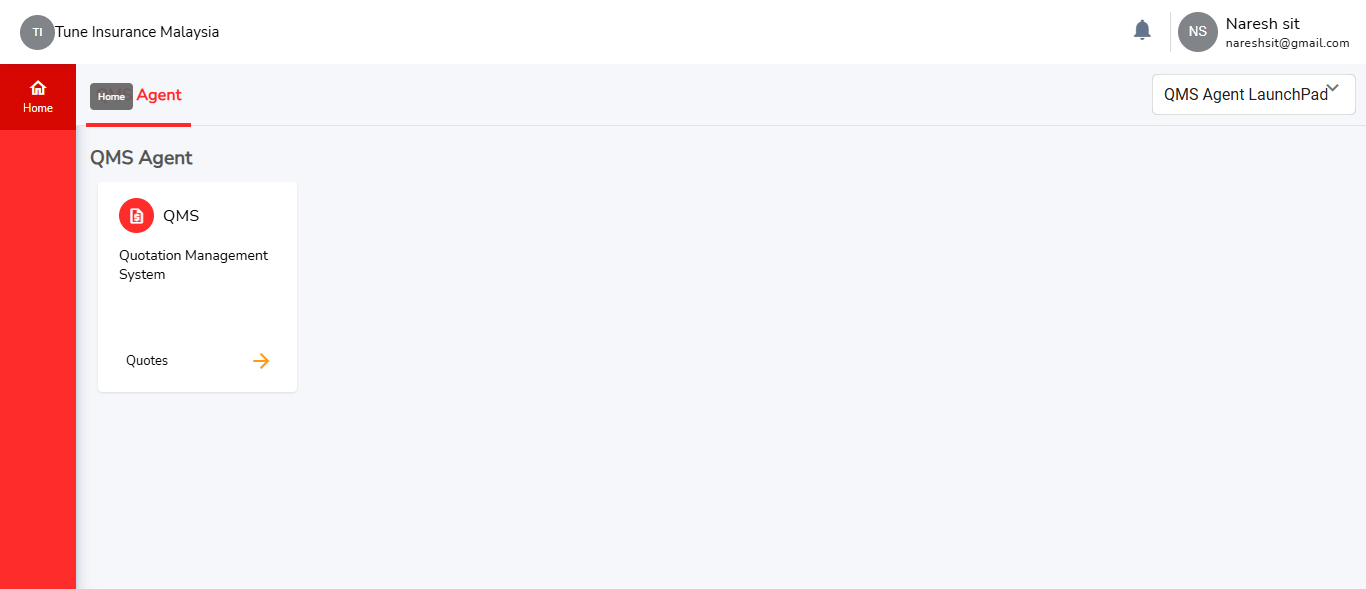 TI Tune Insurance Malaysia
NS
Naresh sit
nareshsit@gmail.com
Home
Home
Agent
QMS Agent LaunchPad
QMS Agent
QMS
Quotation Management
System
Quotes